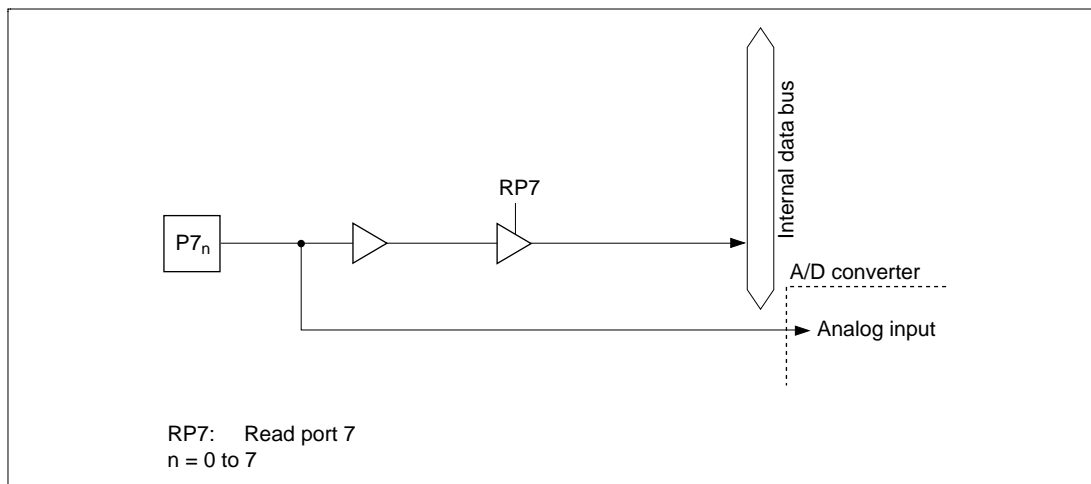 RP7
P7n
Internal data bus
A/D converter
Analog input
RP7: Read port 7
n = 0 to 7